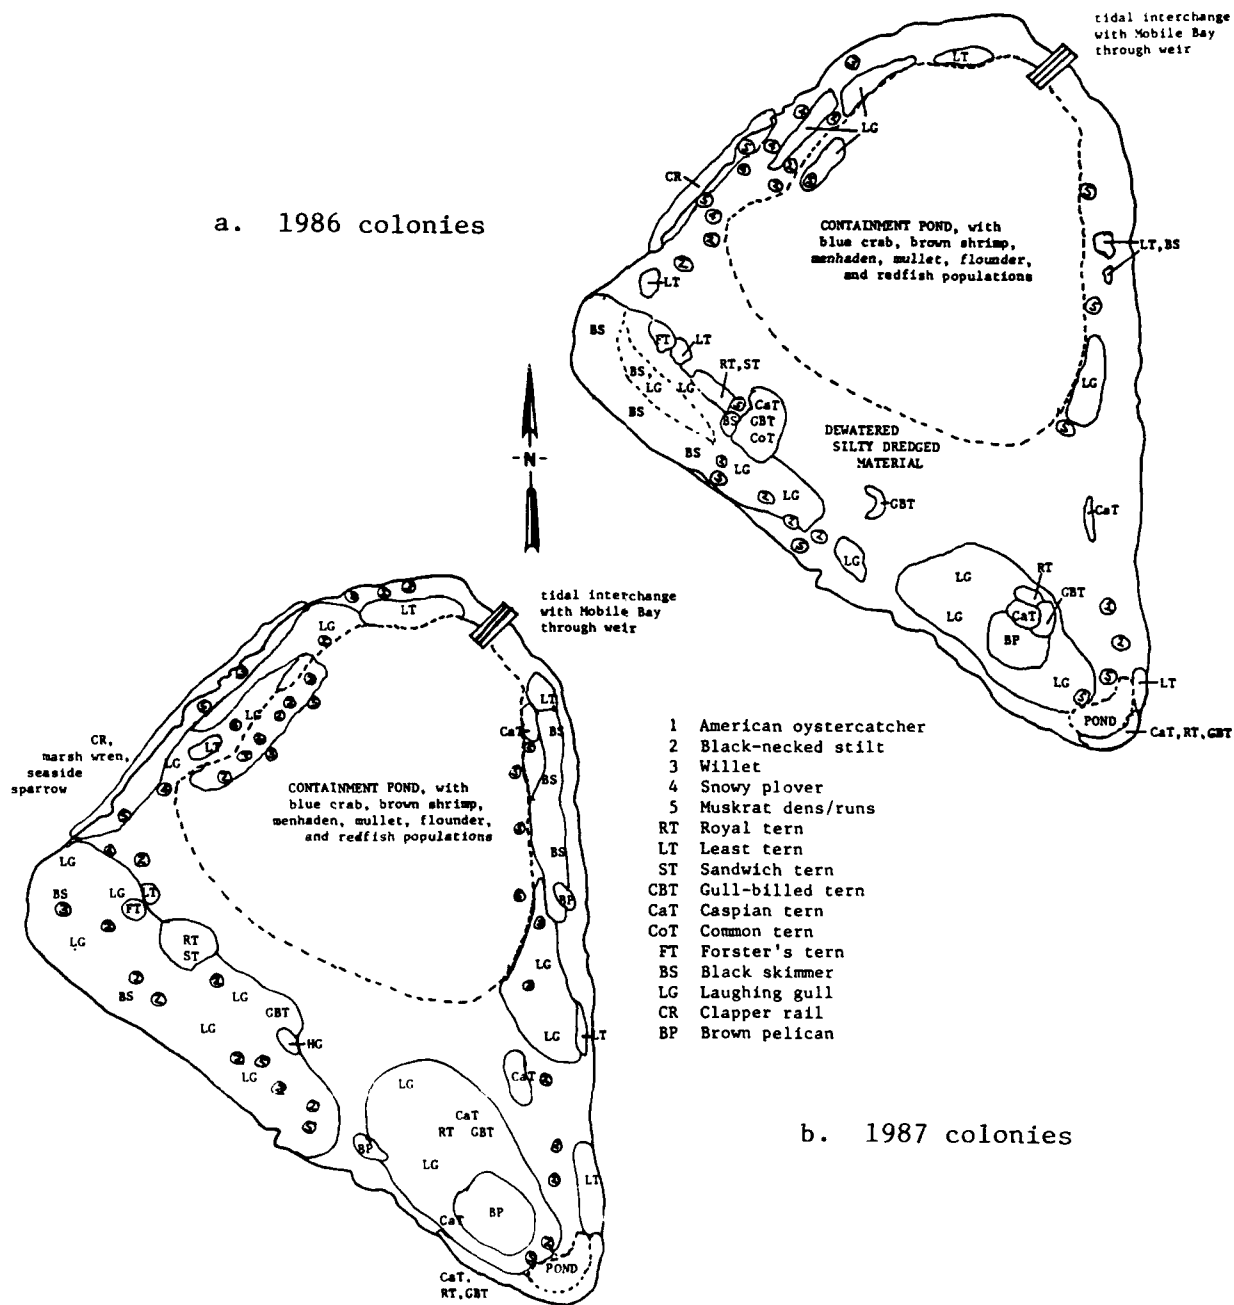 tidal interchange
with Mobile Bay
through weir
LT
LG
CR
a. 1986 colonies
CONTAINMENT POND, with
blue crab, brown shrimp,
menhaden, mullet, flounder,
and redfish populations
LT,BS
LT
BS
FT
LT
RT,ST
BS,
LG
LG
BS
LG
CaT
GBT
CoT
BS
BS
DEWATERED
SILTY DREDGED
MATERIAL
LG
LG
GBT
CaT
LG
LG
RT
GBT
CaT
LG
BP
LG
LT
POND
CaT,RT,GBT
-N-
tidal interchange
with Mobile Bay
through weir
LT
LG
LT
LG
CaT
BS
CR,
marsh wren,
seaside
sparrow
LT
LG
BS
CONTAINMENT POND, with
blue crab, brown shrimp,
menhaden, mullet, flounder,
and redfish populations
LG
BS
BS
LG
LT
FT
BP
RT
ST
LG
LG
BS
LG
GBT
LG
HG
LG
LT
LG
CaT
LG
CaT
RT GBT
BP
LG
LT
BP
CaT
POND
CaT,
RT,GBT
1 American oystercatcher
2 Black-necked stilt
3 Willet
4 Snowy plover
5 Muskrat dens/runs
RT Royal tern
LT Least tern
ST Sandwich tern
CBT Gull-billed tern
CaT Caspian tern
CoT Common tern
FT Forster's tern
BS Black skimmer
LG Laughing gull
CR Clapper rail
BP Brown pelican
b. 1987 colonies